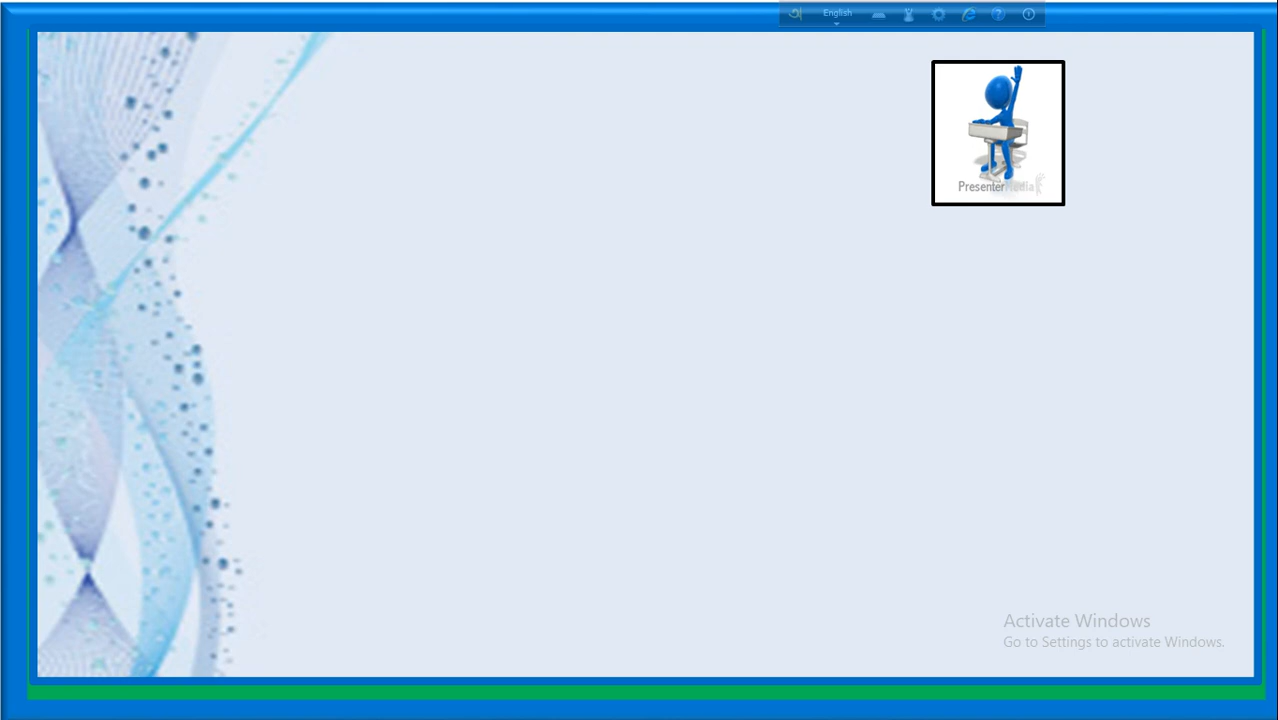 English
PresenterMedia
Activate Windows
Go to Settings to activate Windows.